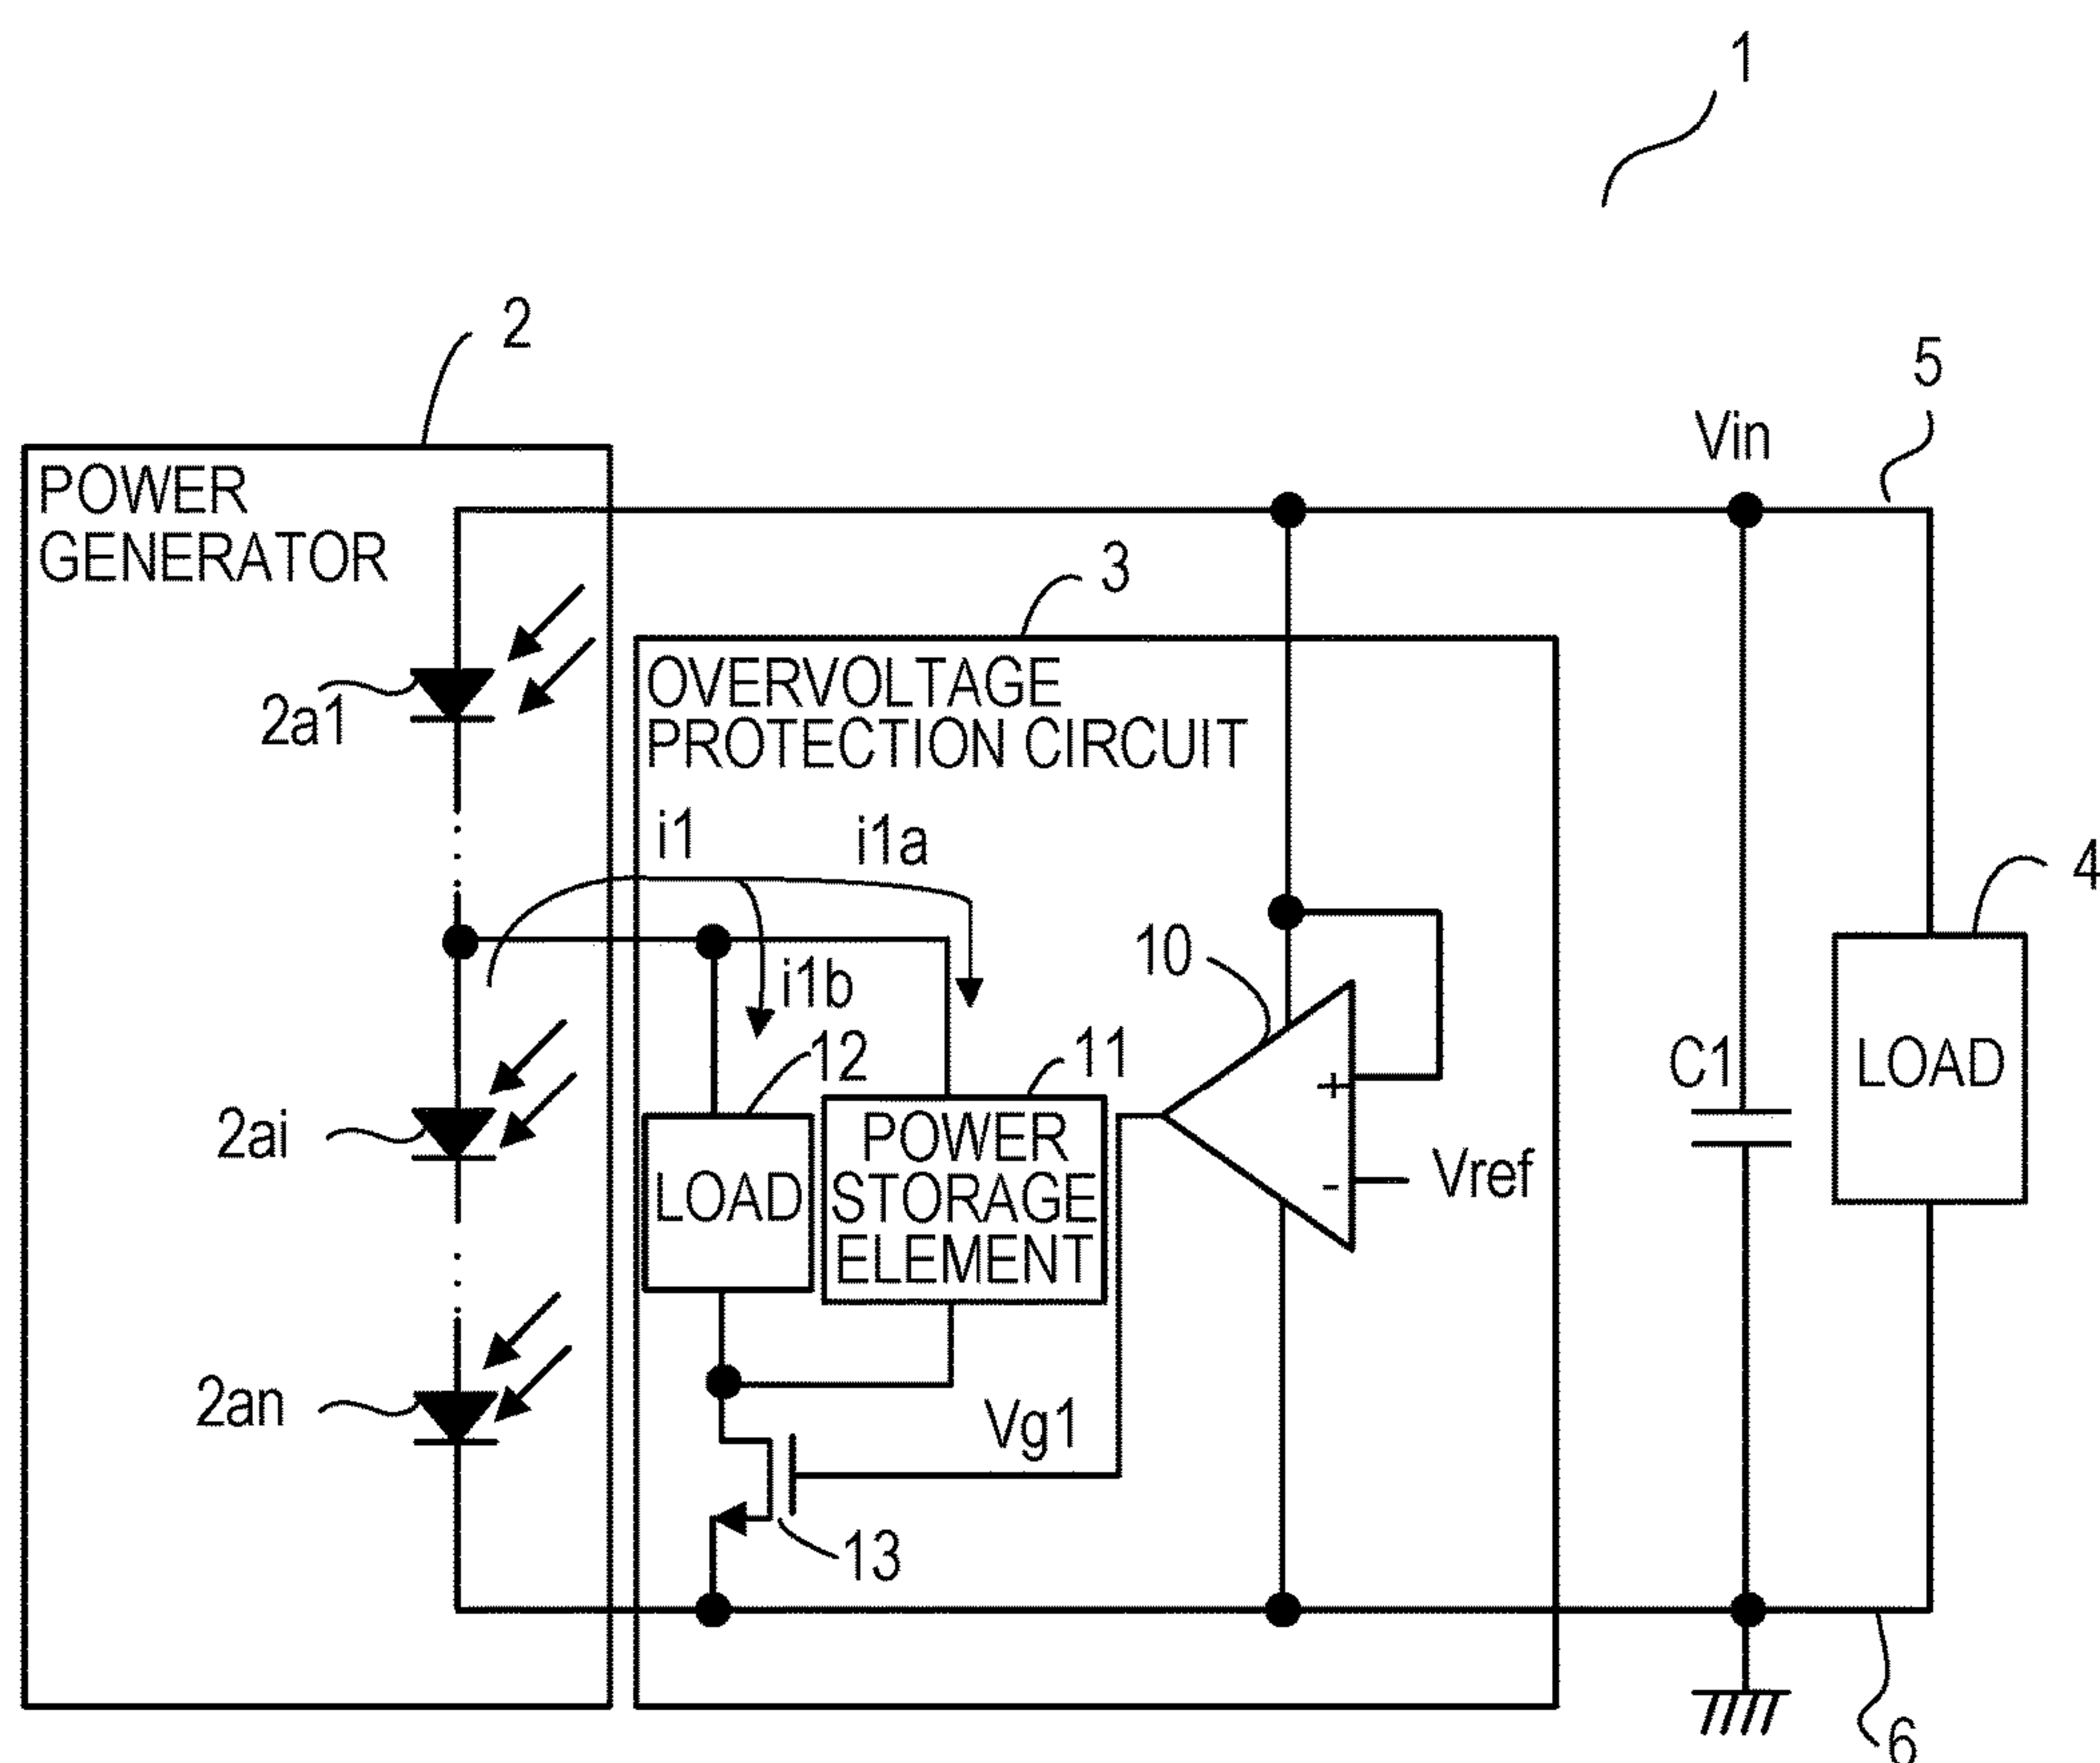 1
2
5
Vin
POWER
GENERATOR
3
OVERVOLTAGE
PROTECTION CIRCUIT
2a1
i1
i1a
4
10
i1b
12
11
+
C1
LOAD
2ai
LOAD
POWER
STORAGE
ELEMENT
-
Vref
2an
Vg1
13
6